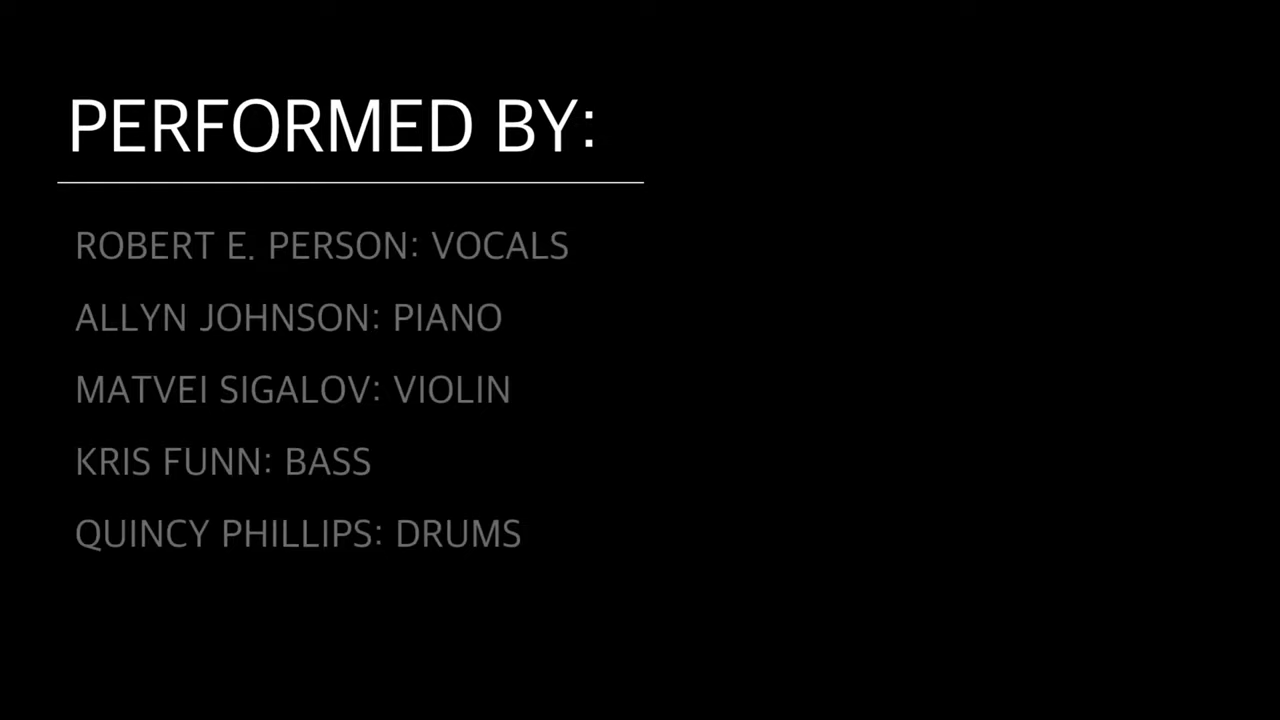 PERFORMED BY:
ROBERT E. PERSON: VOCALS
ALLYN JOHNSON: PIANO
MATVEI SIGALOV: VIOLIN
KRIS FUNN: BASS
QUINCY PHILLIPS: DRUMS